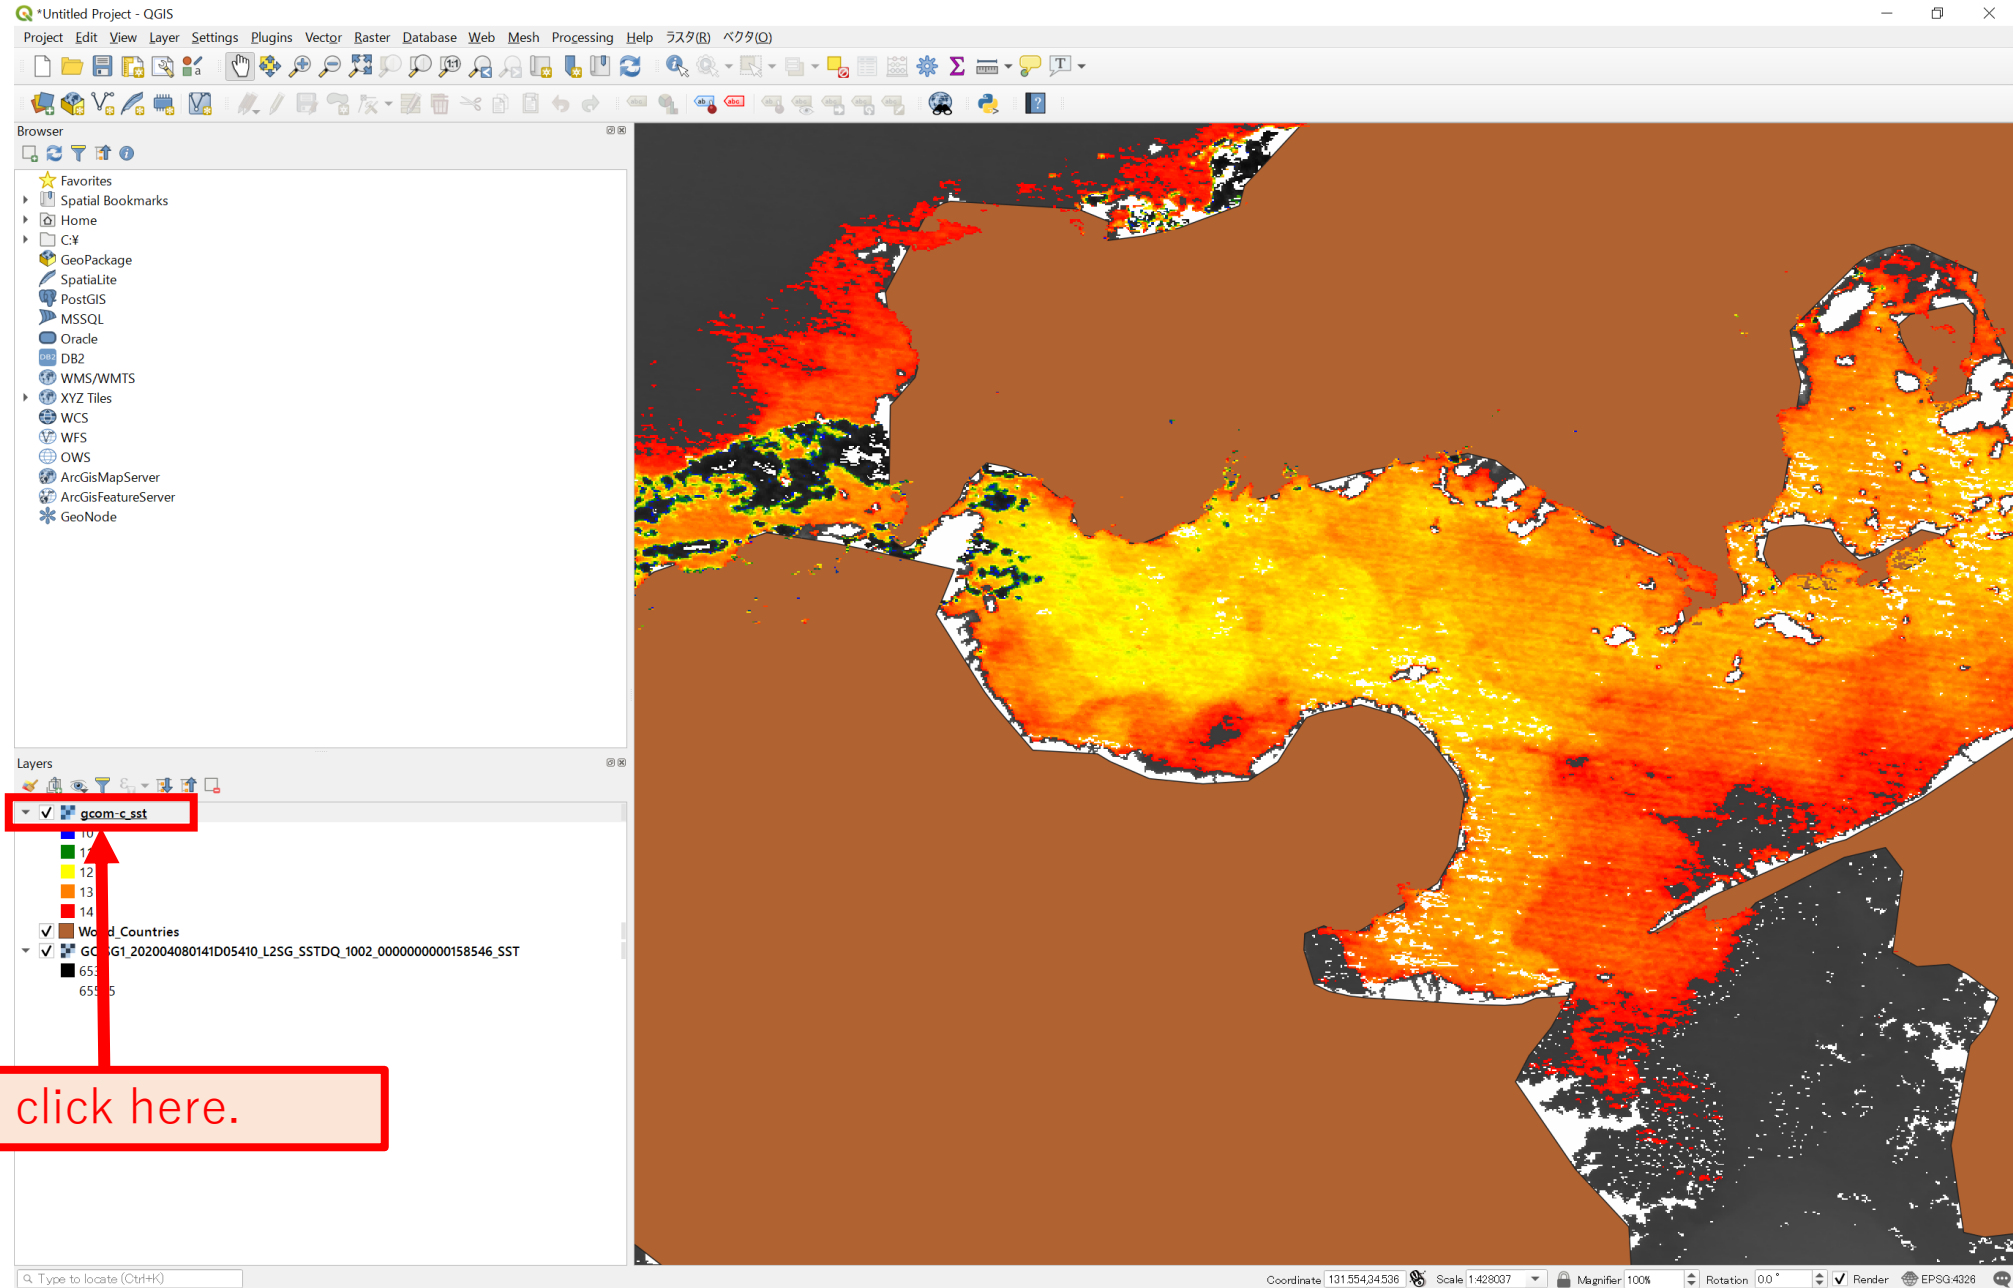 *Untitled Project - QGIS
Project Edit View Layer Settings Plugins Vector Raster Database Web Mesh Processing Help ラスタ(R) ベクタ(O)
Browser
Favorites
Spatial Bookmarks
Home
C:¥
GeoPackage
SpatiaLite
PostGIS
MSSQL
Oracle
DB2
WMS/WMTS
XYZ Tiles
WCS
WFS
OWS
ArcGisMapServer
ArcGisFeatureServer
GeoNode
Layers
gcom-c_sst
10
12
13
14
World_Countries
1_202004080141D05410_L2SG_SSTDQ_1002_0000000000158546_SST
click here.
Type to locate (Ctrl+K)
Coordinate 131.554,34.536 Scale 1:428037 Magnifier 100% Rotation 0.0 ° Render EPSG:4326